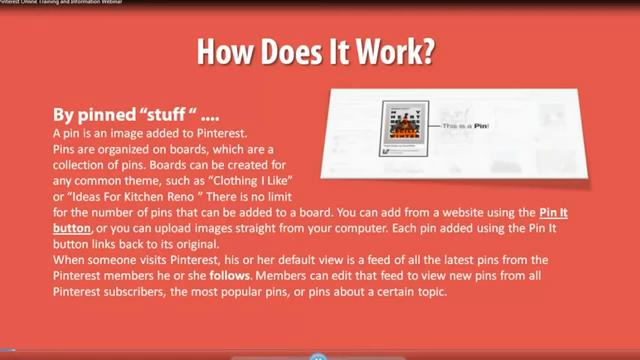 Pinterest Online Training and Information Webinar
How Does It Work?
By pinned "stuff " ....
A pin is an image added to Pinterest.
Pins are organized on boards, which are a
collection of pins. Boards can be created for
any common theme, such as "Clothing I Like"
or "Ideas For Kitchen Reno " There is no limit
for the number of pins that can be added to a board. You can add from a website using the Pin It
button, or you can upload images straight from your computer. Each pin added using the Pin It
button links back to its original.
When someone visits Pinterest, his or her default view is a feed of all the latest pins from the
Pinterest members he or she follows. Members can edit that feed to view new pins from all
Pinterest subscribers, the most popular pins, or pins about a certain topic.
This is a Pin!